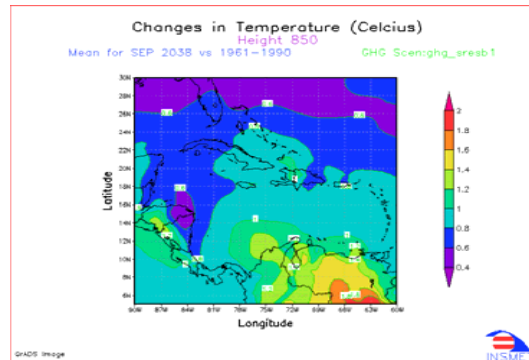 Changes in Temperature (Celcius)
Height 850
Mean for SEP 2038 vs 1961-1990
GHG Scen:ghg_sresb1
30N
28N
26N
24N
22N
20N
18N
16N
14N
12N
10N
8N
6N
Latitude
90W 87W 84W 81W 78W 75W 72W 69W 66W 63W 60W
Longitude
2
1.8
1.6
1.4
1.2
1
0.8
0.6
0.4
GrADS Image
INSMET